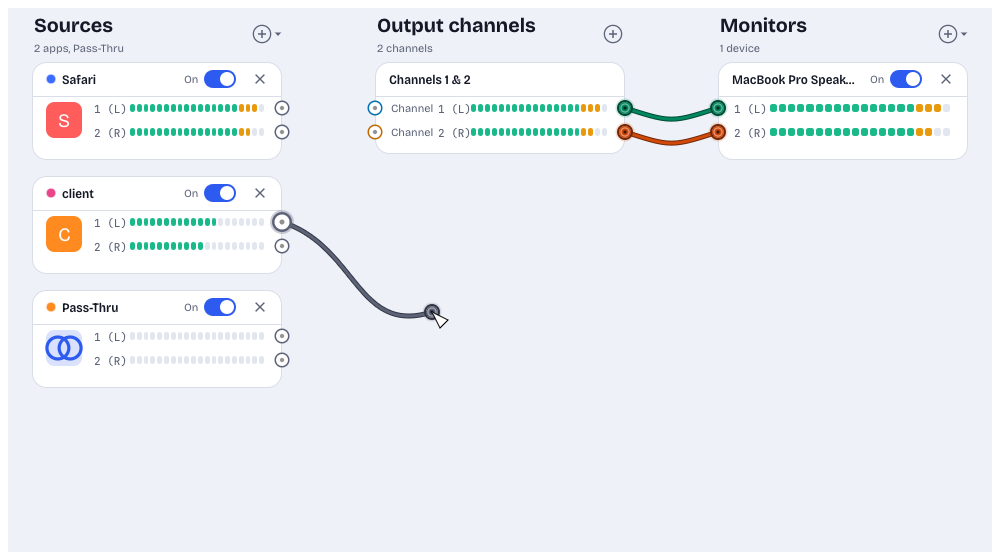 Sources
2 apps, Pass-Thru
Safari On
S
1 (L)
2 (R)
client On
C
1 (L)
2 (R)
Pass-Thru On
1 (L)
2 (R)
Output channels
2 channels
Channels 1 & 2
Channel 1 (L)
Channel 2 (R)
Monitors
1 device
MacBook Pro Speak... On
1 (L)
2 (R)